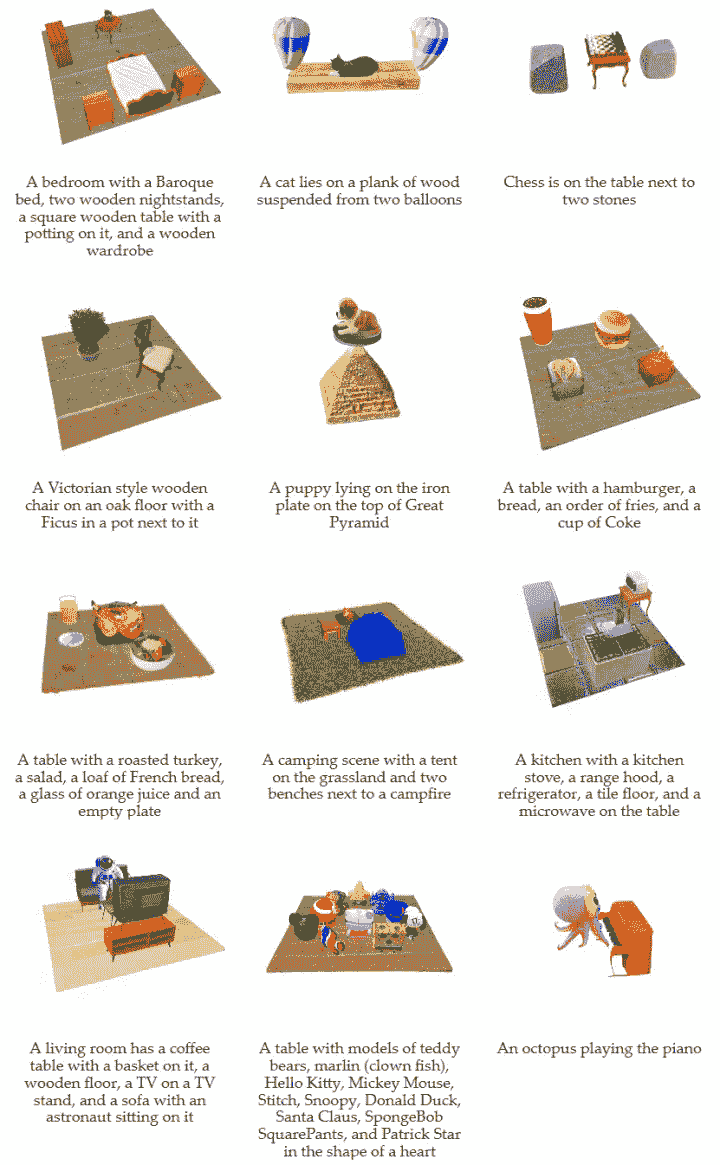 A bedroom with a Baroque
bed, two wooden nightstands,
a square wooden table with a
potting on it, and a wooden
wardrobe
A cat lies on a plank of wood
suspended from two balloons
Chess is on the table next to
two stones
A Victorian style wooden
chair on an oak floor with a
Ficus in a pot next to it
A puppy lying on the iron
plate on the top of Great
Pyramid
A table with a hamburger, a
bread, an order of fries, and a
cup of Coke
A table with a roasted turkey,
a salad, a loaf of French bread,
a glass of orange juice and an
empty plate
A camping scene with a tent
on the grassland and two
benches next to a campfire
A kitchen with a kitchen
stove, a range hood, a
refrigerator, a tile floor, and a
microwave on the table
A living room has a coffee
table with a basket on it, a
wooden floor, a TV on a TV
stand, and a sofa with an
astronaut sitting on it
A table with models of teddy
bears, marlin (clown fish),
Hello Kitty, Mickey Mouse,
Stitch, Snoopy, Donald Duck,
Santa Claus, SpongeBob
SquarePants, and Patrick Star
in the shape of a heart
An octopus playing the piano